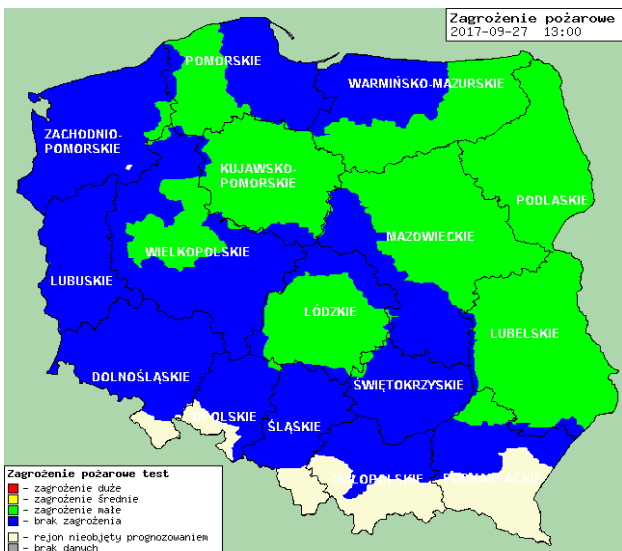 Zagrożenie pożarowe
2017-09-27 13:00
POMORSKIE
WARMIŃSKO-MAZURSKIE
ZACHODNIO-
POMORSKIE
KUJAWSKO-
POMORSKIE
PODLASKIE
MAZOWIECKIE
WIELKOPOLSKIE
LUBUSKIE
ŁÓDZKIE
LUBELSKIE
DOLNOŚLĄSKIE
ŚWIĘTOKRZYSKIE
OPOLSKIE
ŚLĄSKIE
MAŁOPOLSKIE
PODKARPACKIE
Zagrożenie pożarowe test
- zagrożenie duże
- zagrożenie średnie
- zagrożenie małe
- brak zagrożenia
- rejon nieobjęty prognozowaniem
- brak danych